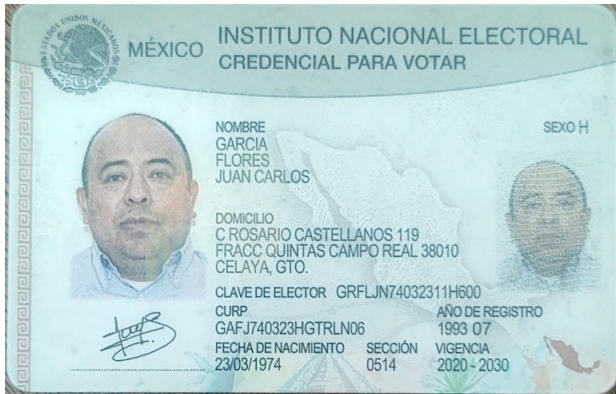 ESTADOS UNIDOS MEXICANOS
MÉXICO
INSTITUTO NACIONAL ELECTORAL
CREDENCIAL PARA VOTAR
NOMBRE
GARCIA
FLORES
JUAN CARLOS
SEXO H
DOMICILIO
C ROSARIO CASTELLANOS 119
FRACC QUINTAS CAMPO REAL 38010
CELAYA, GTO.
CLAVE DE ELECTOR GRFLJN74032311H600
CURP
GAFJ740323HGTRLN06
AÑO DE REGISTRO
1993 07
FECHA DE NACIMIENTO
23/03/1974
SECCIÓN
0514
VIGENCIA
2020 - 2030